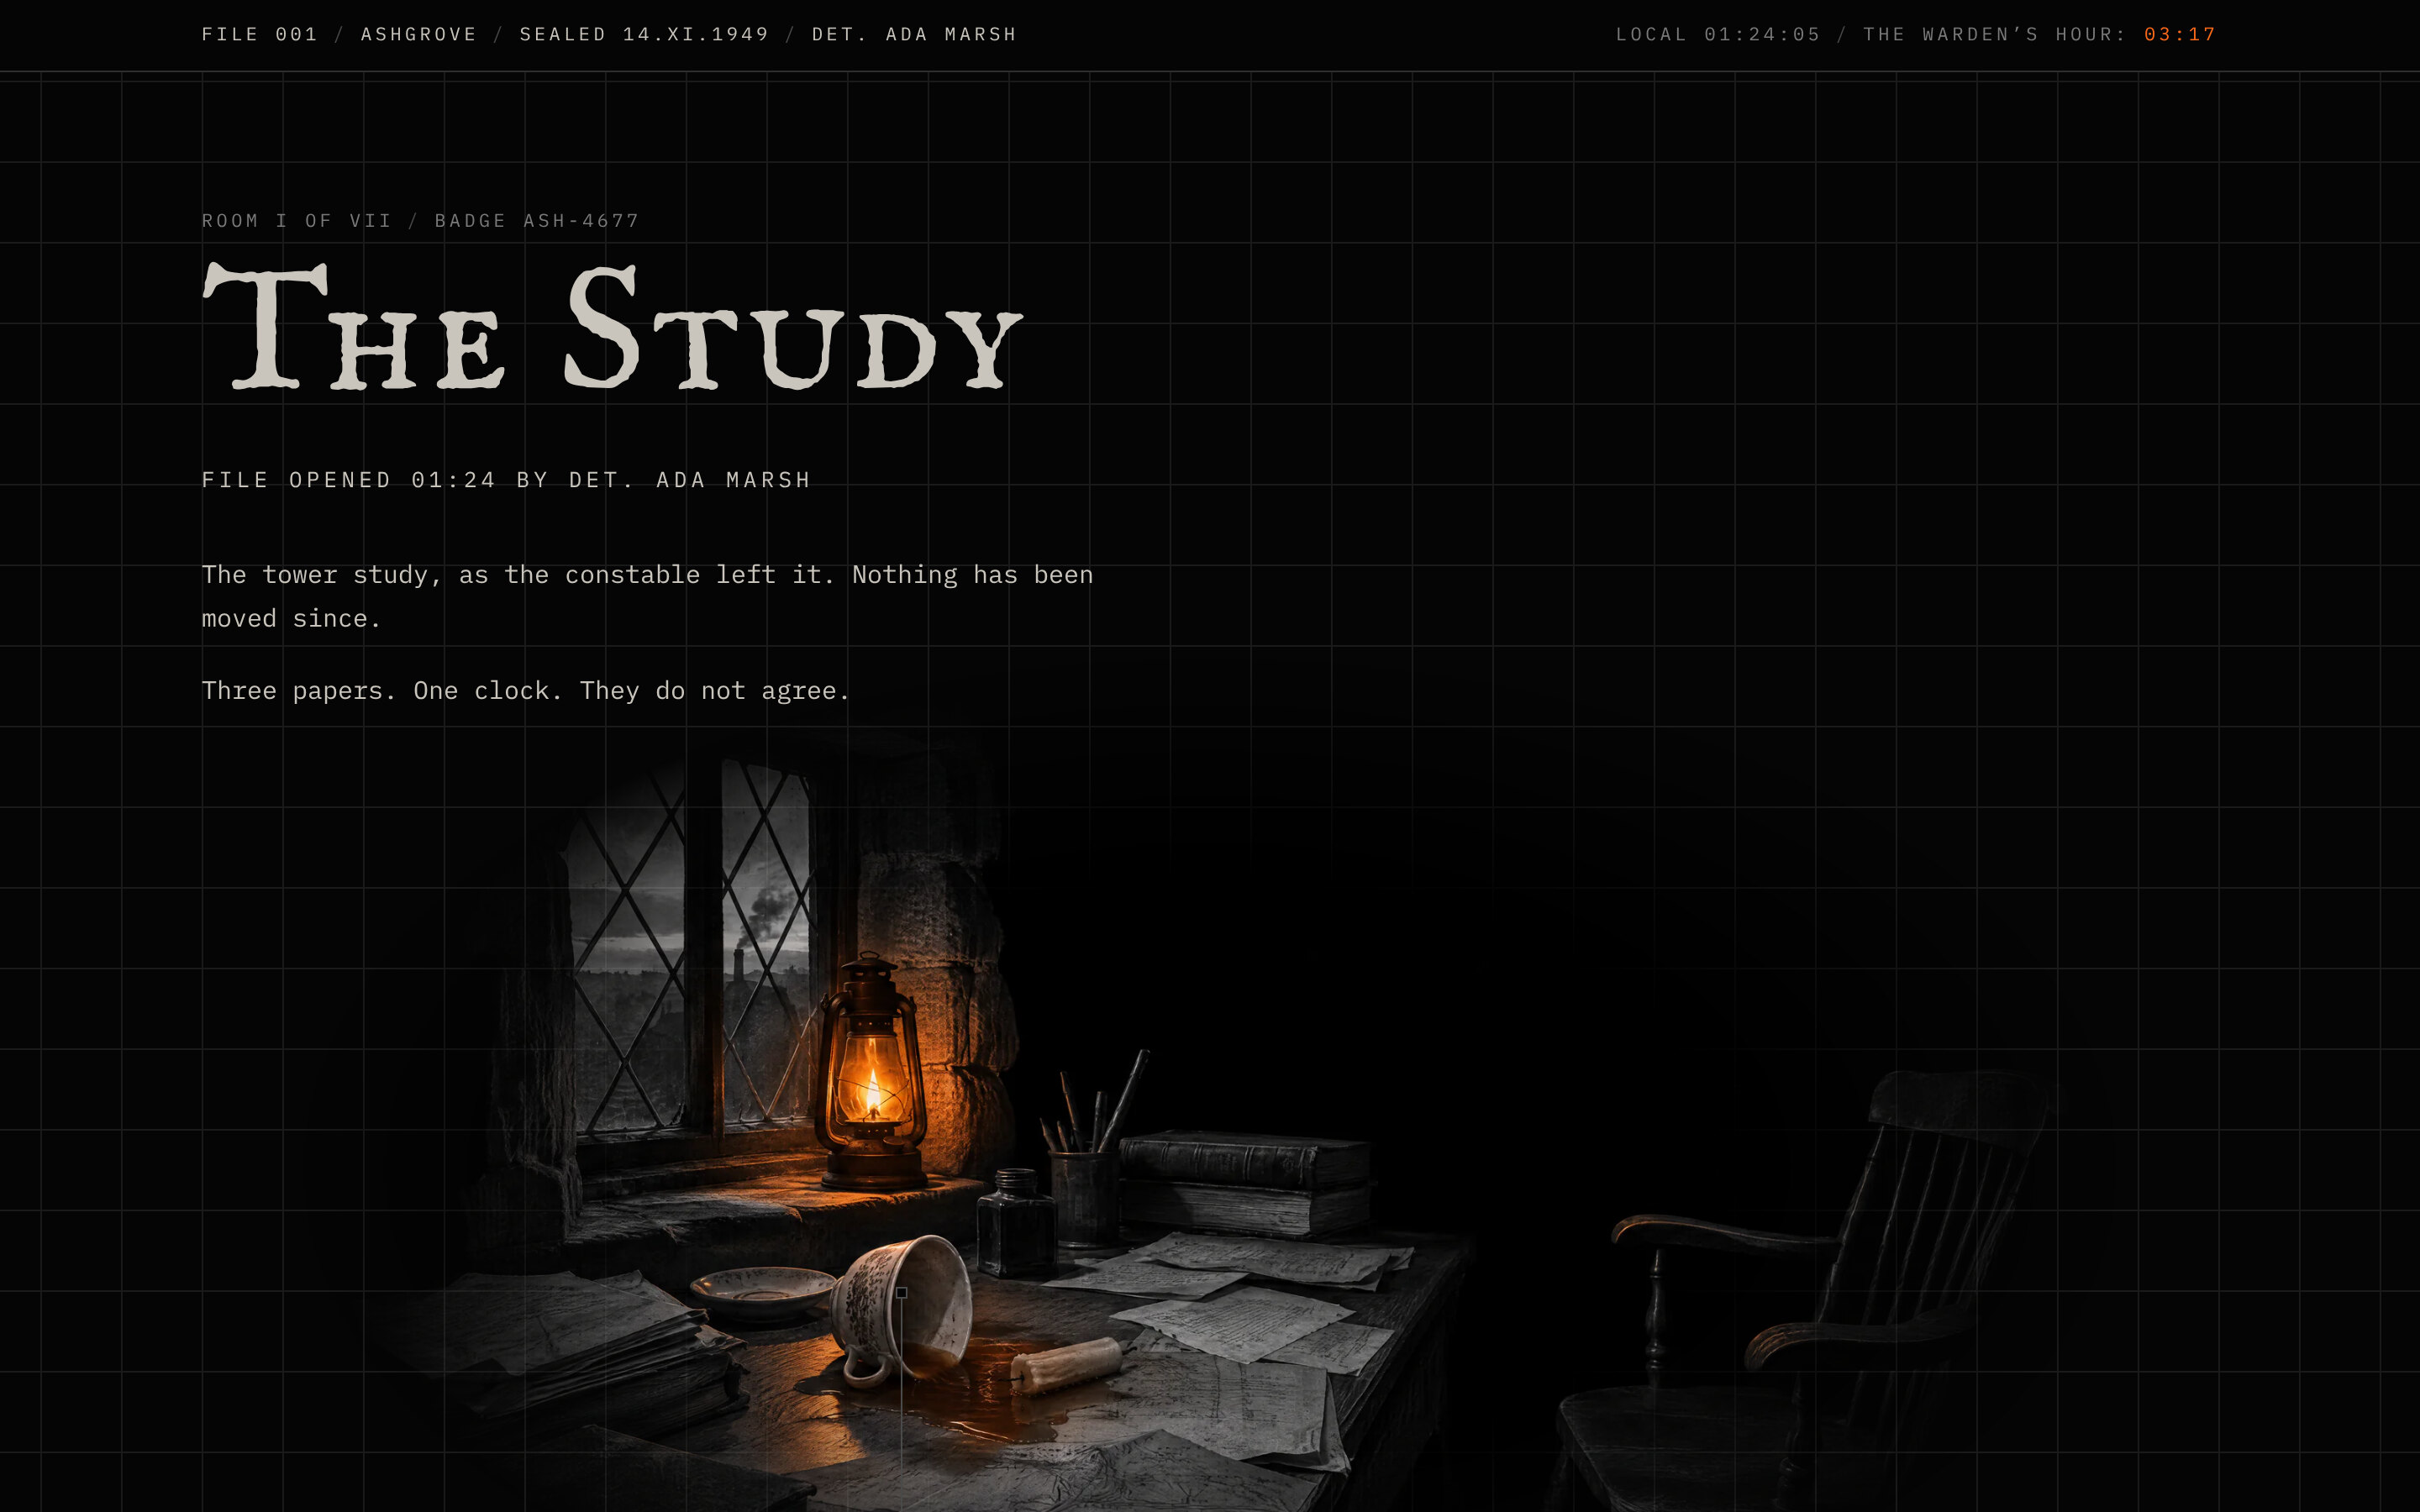 FILE 001 / ASHGROVE / SEALED 14.XI.1949 / DET. ADA MARSH
LOCAL 01:24:05 / THE WARDEN’S HOUR: 03:17
ROOM I OF VII / BADGE ASH-4677
The Study
FILE OPENED 01:24 BY DET. ADA MARSH
The tower study, as the constable left it. Nothing has been
moved since.
Three papers. One clock. They do not agree.